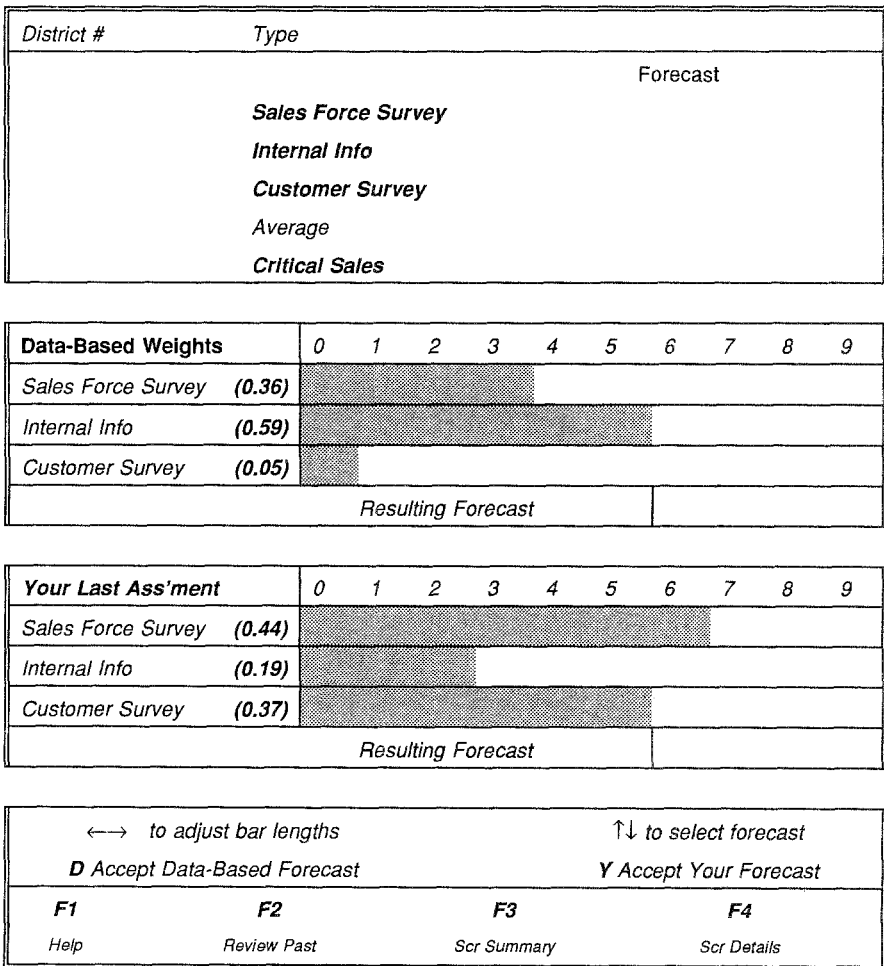 District # Type
Forecast
Sales Force Survey
Internal Info
Customer Survey
Average
Critical Sales
Data-Based Weights 0 1 2 3 4 5 6 7 8 9
Sales Force Survey (0.36)
Internal Info (0.59)
Customer Survey (0.05)
Resulting Forecast
Your Last Ass'ment 0 1 2 3 4 5 6 7 8 9
Sales Force Survey (0.44)
Internal Info (0.19)
Customer Survey (0.37)
Resulting Forecast
←→ to adjust bar lengths ↑↓ to select forecast
D Accept Data-Based Forecast Y Accept Your Forecast
F1 F2 F3 F4
Help Review Past Scr Summary Scr Details